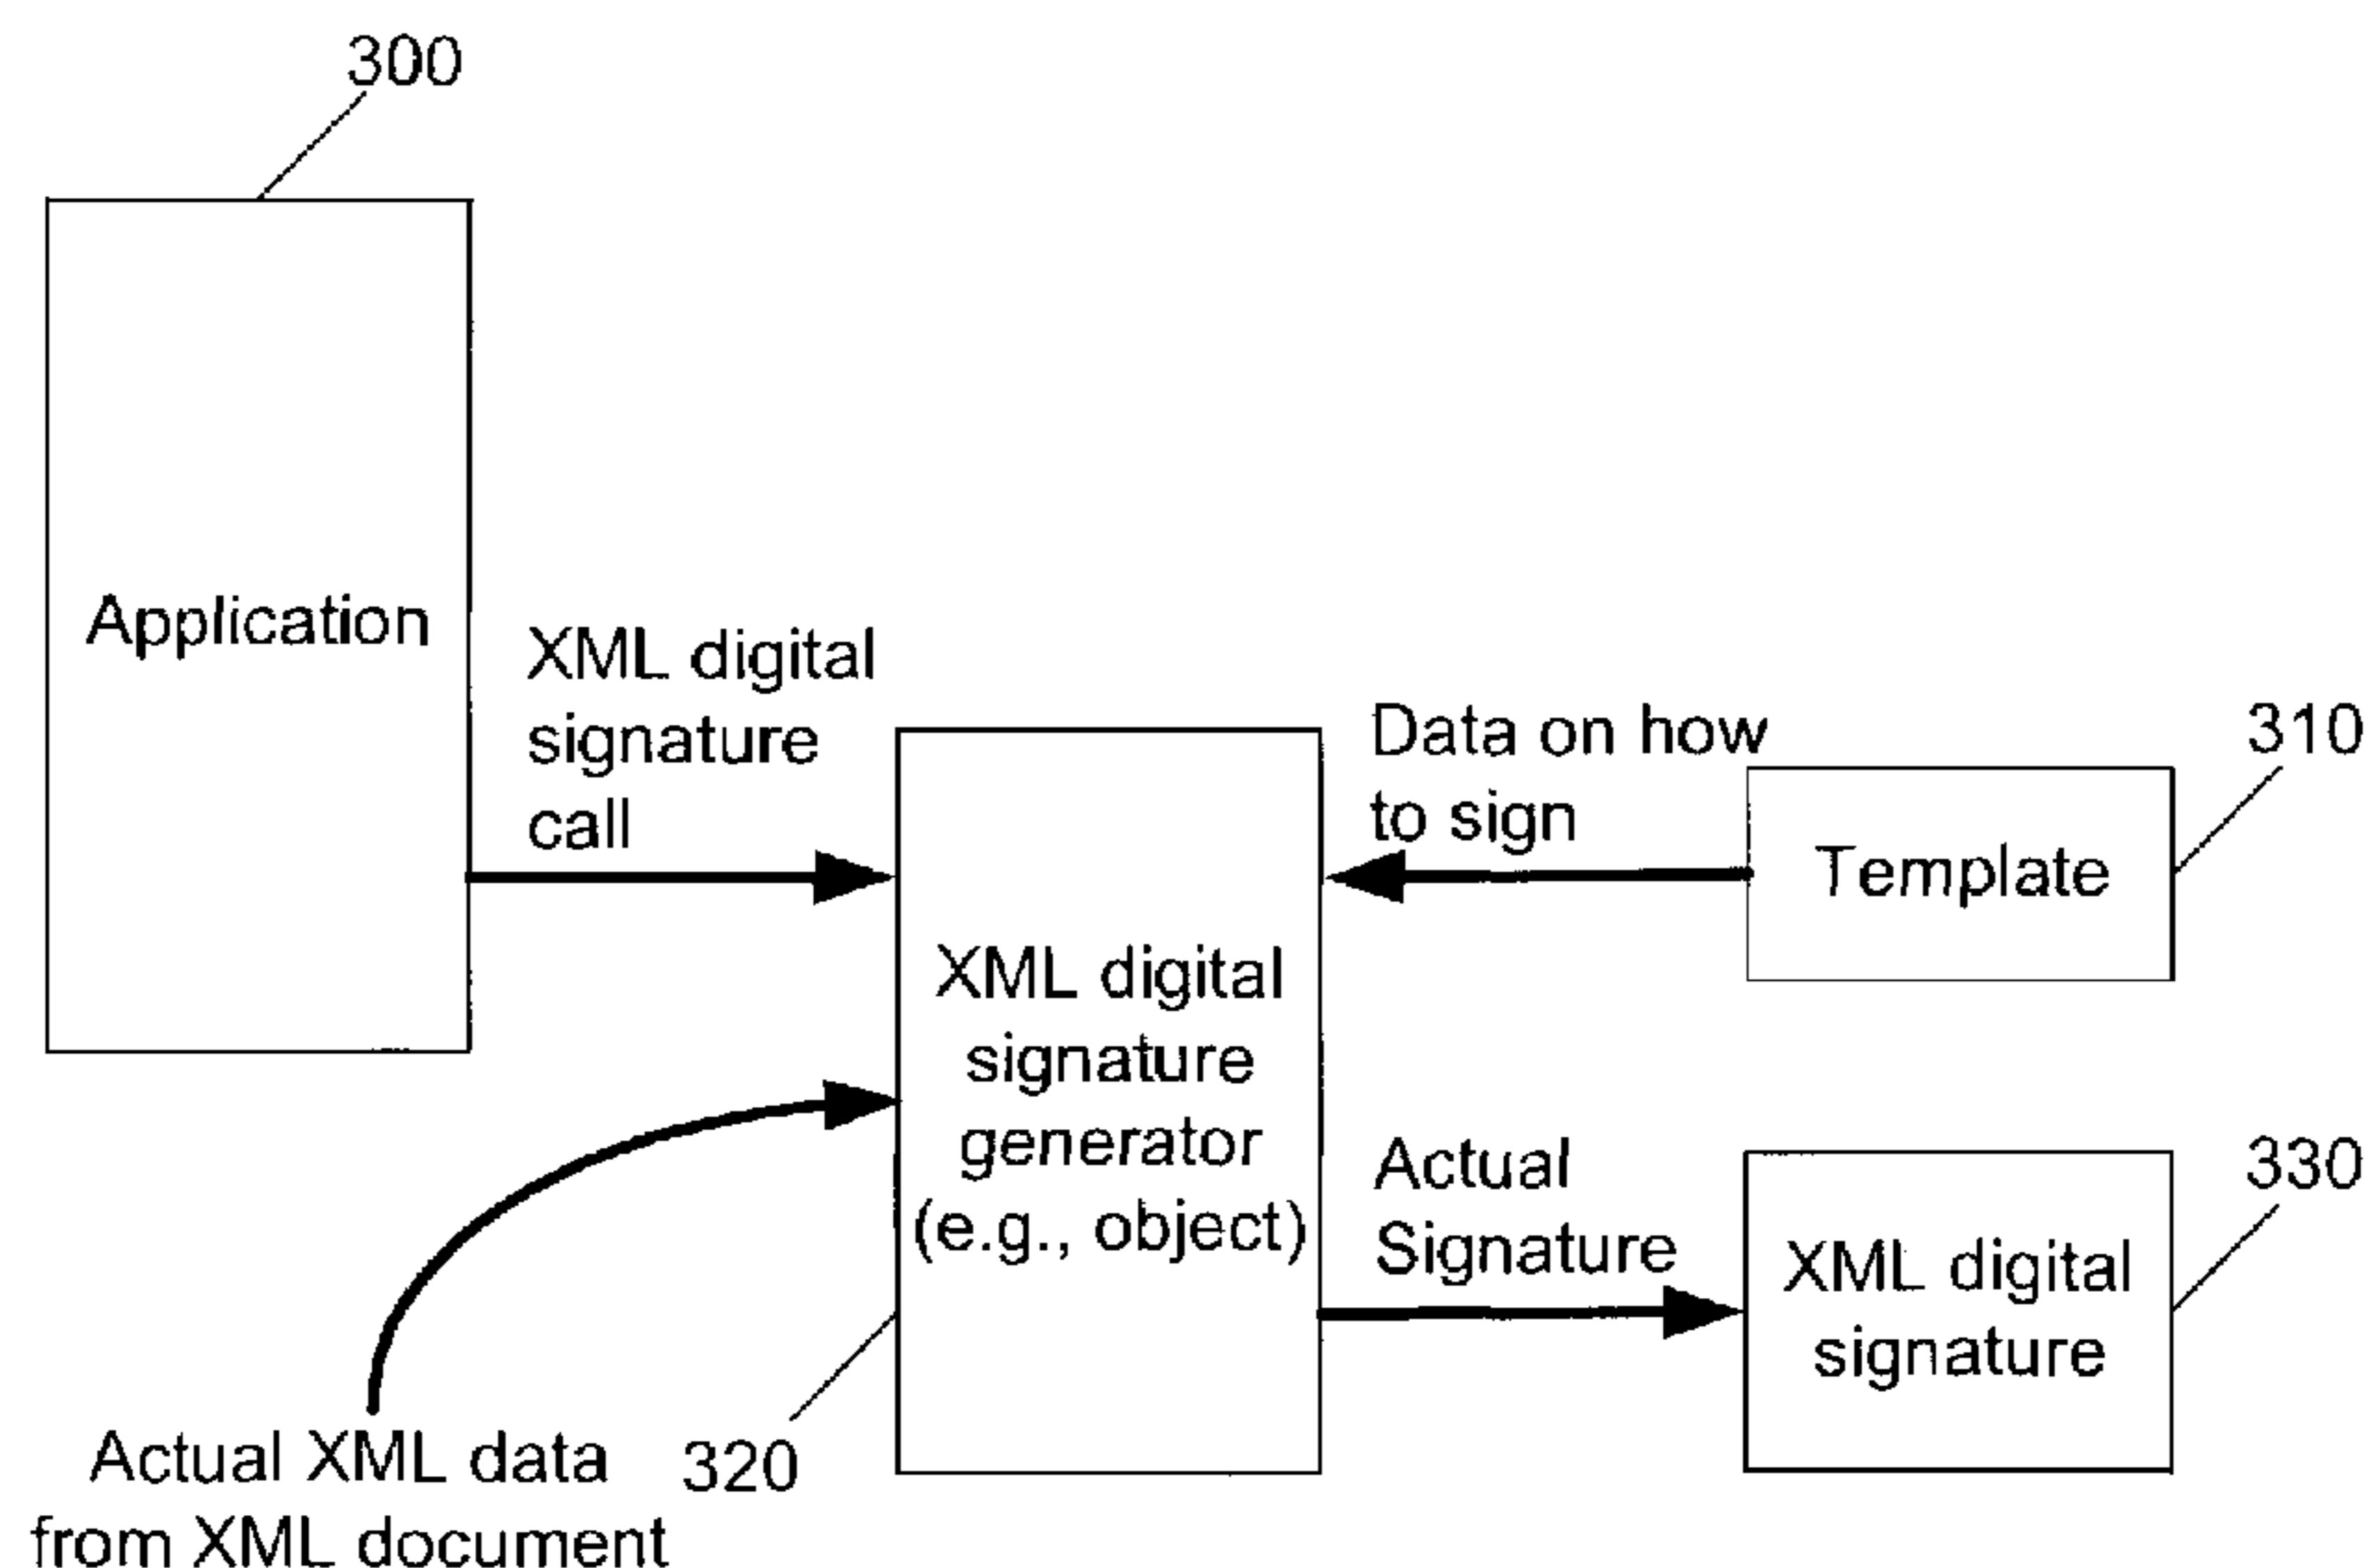 300
Application
XML digital
signature
call
Data on how
to sign
310
Template
XML digital
signature
generator
(e.g., object)
Actual
Signature
330
XML digital
signature
320
Actual XML data
from XML document